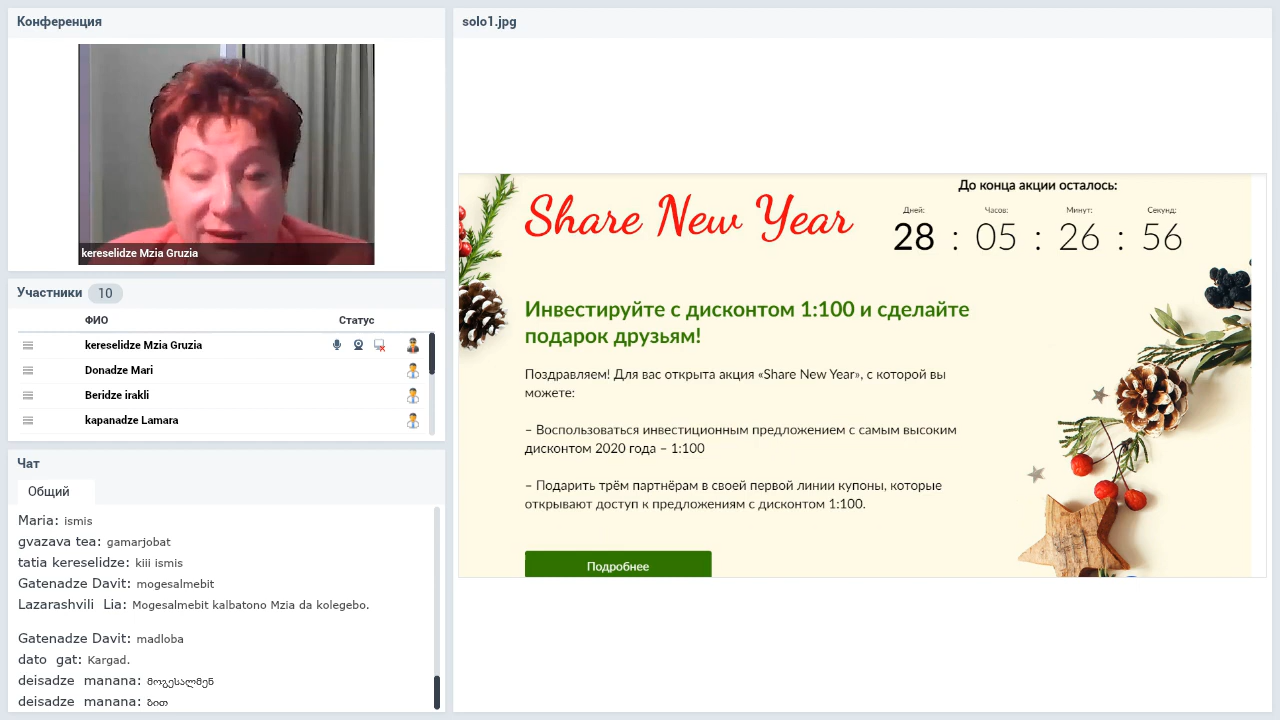 Конференция
kereselidze Mzia Gruzia
Участники 10
ФИО Статус
kereselidze Mzia Gruzia
Donadze Mari
Beridze irakli
kapanadze Lamara
Чат
Общий
Maria: ismis
gvazava tea: gamarjobat
tatia kereselidze: kiii ismis
Gatenadze Davit: mogesalmebit
Lazarashvili Lia: Mogesalmebit kalbatono Mzia da kolegebo.
Gatenadze Davit: madloba
dato gat: Kargad.
deisadze manana: მოგესალმენ
deisadze manana: ბით
solo1.jpg
Share New Year
До конца акции осталось:
Дней: Часов: Минут: Секунд:
28 : 05 : 26 : 56
Инвестируйте с дисконтом 1:100 и сделайте
подарок друзьям!
Поздравляем! Для вас открыта акция «Share New Year», с которой вы
можете:
– Воспользоваться инвестиционным предложением с самым высоким
дисконтом 2020 года – 1:100
– Подарить трём партнёрам в своей первой линии купоны, которые
открывают доступ к предложениям с дисконтом 1:100.
Подробнее